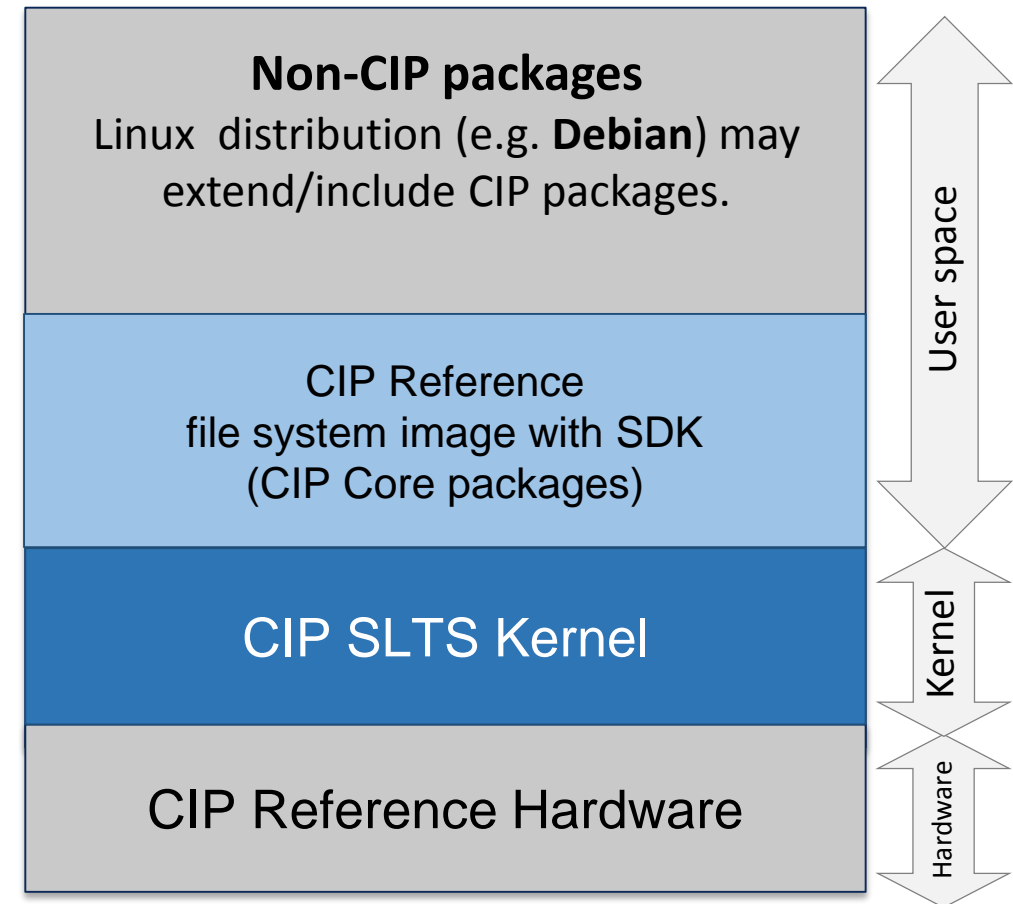 Non-CIP packages
Linux  distribution (e.g. Debian) may
extend/include CIP packages.
CIP Reference
file system image with SDK
(CIP Core packages)
CIP SLTS Kernel
CIP Reference Hardware
User space
Kernel
Hardware